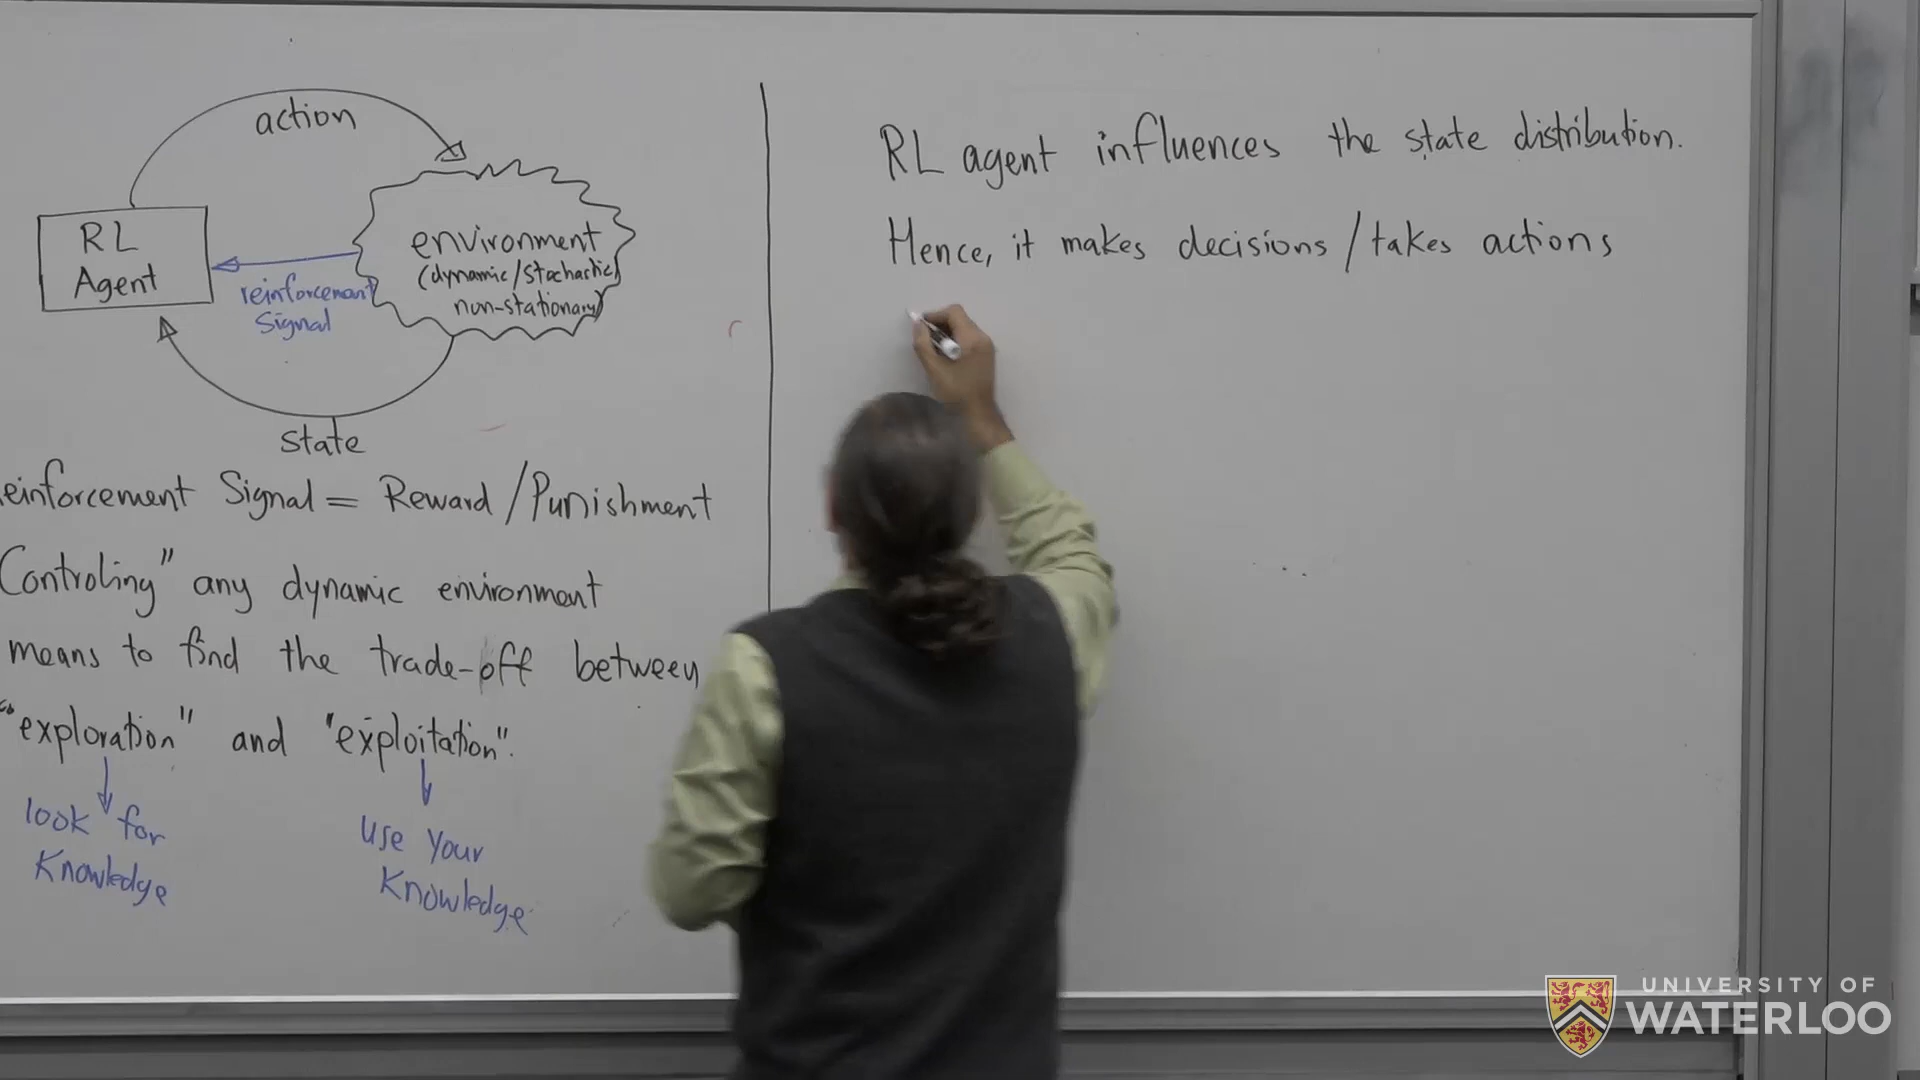 action
RL
Agent
reinforcement
Signal
environment
(dynamic/stochastic/
non-stationary)
state
einforcement Signal = Reward/Punishment
Controling" any dynamic environment
means to find the trade-off between
"exploration" and "exploitation".
look for
Knowledge
Use Your
Knowledge
RL agent influences the state distribution.
Hence, it makes decisions/takes actions
UNIVERSITY OF
WATERLOO